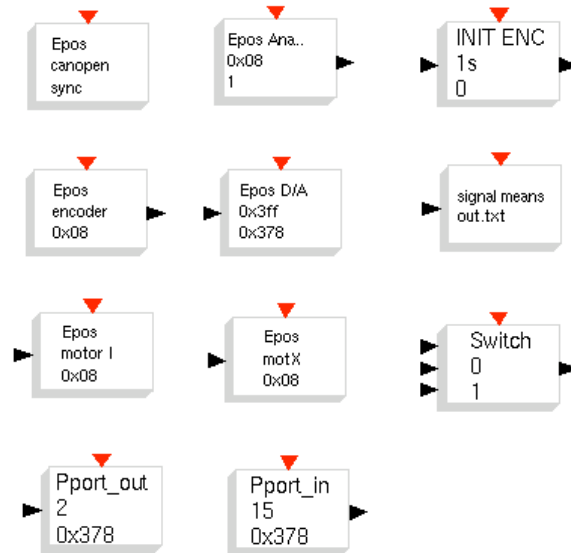 Epos
canopen
sync
Epos Ana..
0x08
1
INIT ENC
1s
0
Epos
encoder
0x08
Epos D/A
0x3ff
0x378
signal means
out.txt
Epos
motor I
0x08
Epos
motX
0x08
Switch
0
1
Pport_out
2
0x378
Pport_in
15
0x378